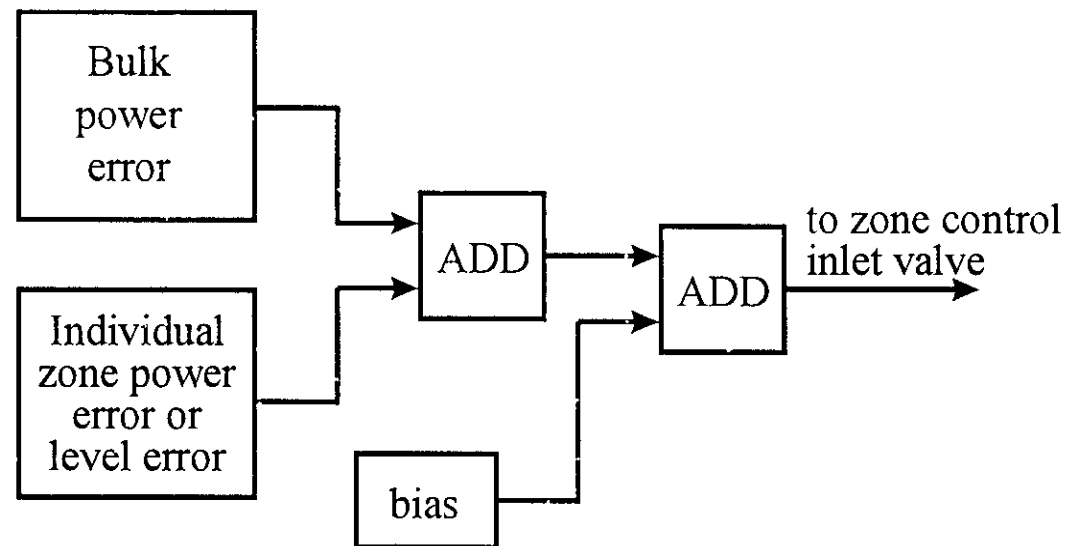 Bulk
power
error
Individual
zone power
error or
level error
ADD
bias
ADD
to zone control
inlet valve